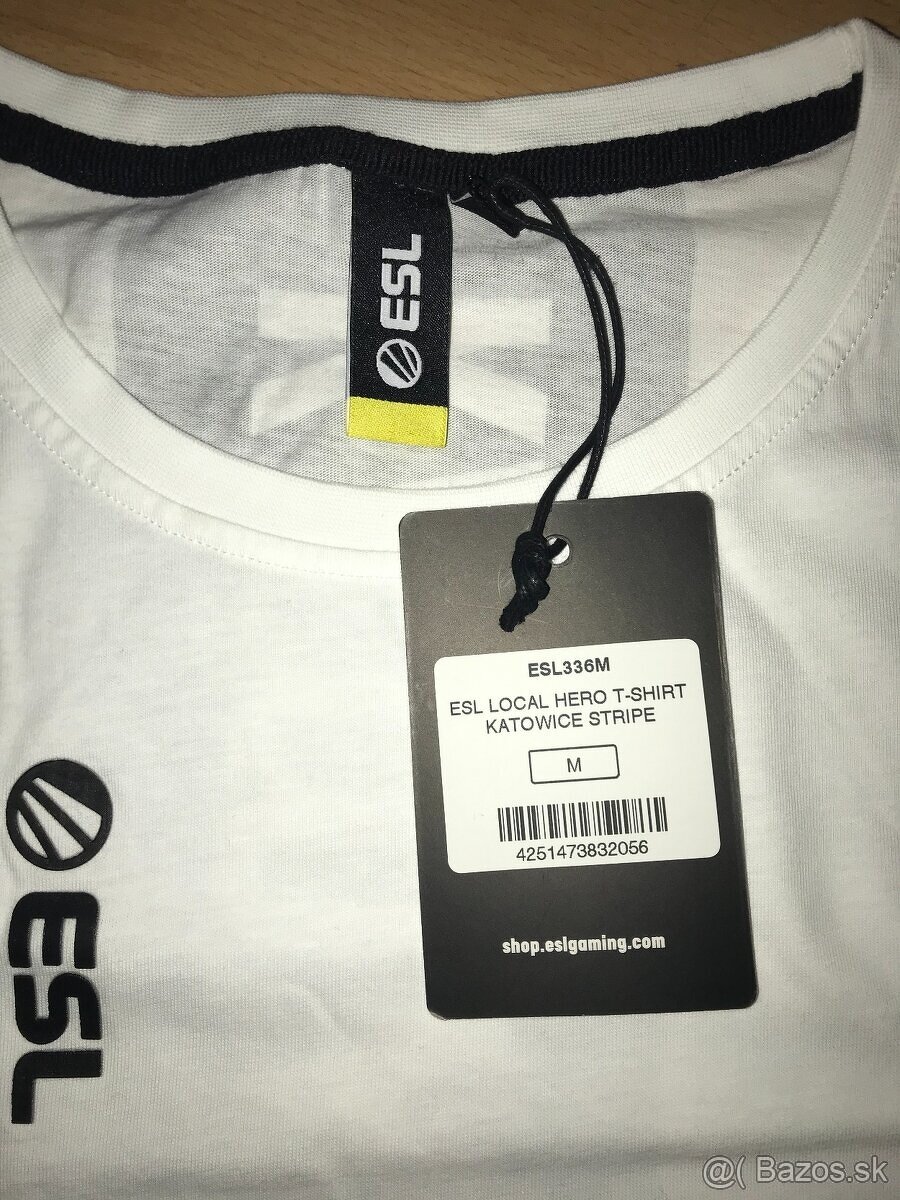 ESL
ESL336M
ESL LOCAL HERO T-SHIRT
KATOWICE STRIPE
M
4251473832056
shop.eslgaming.com
ESL
@( Bazos.sk